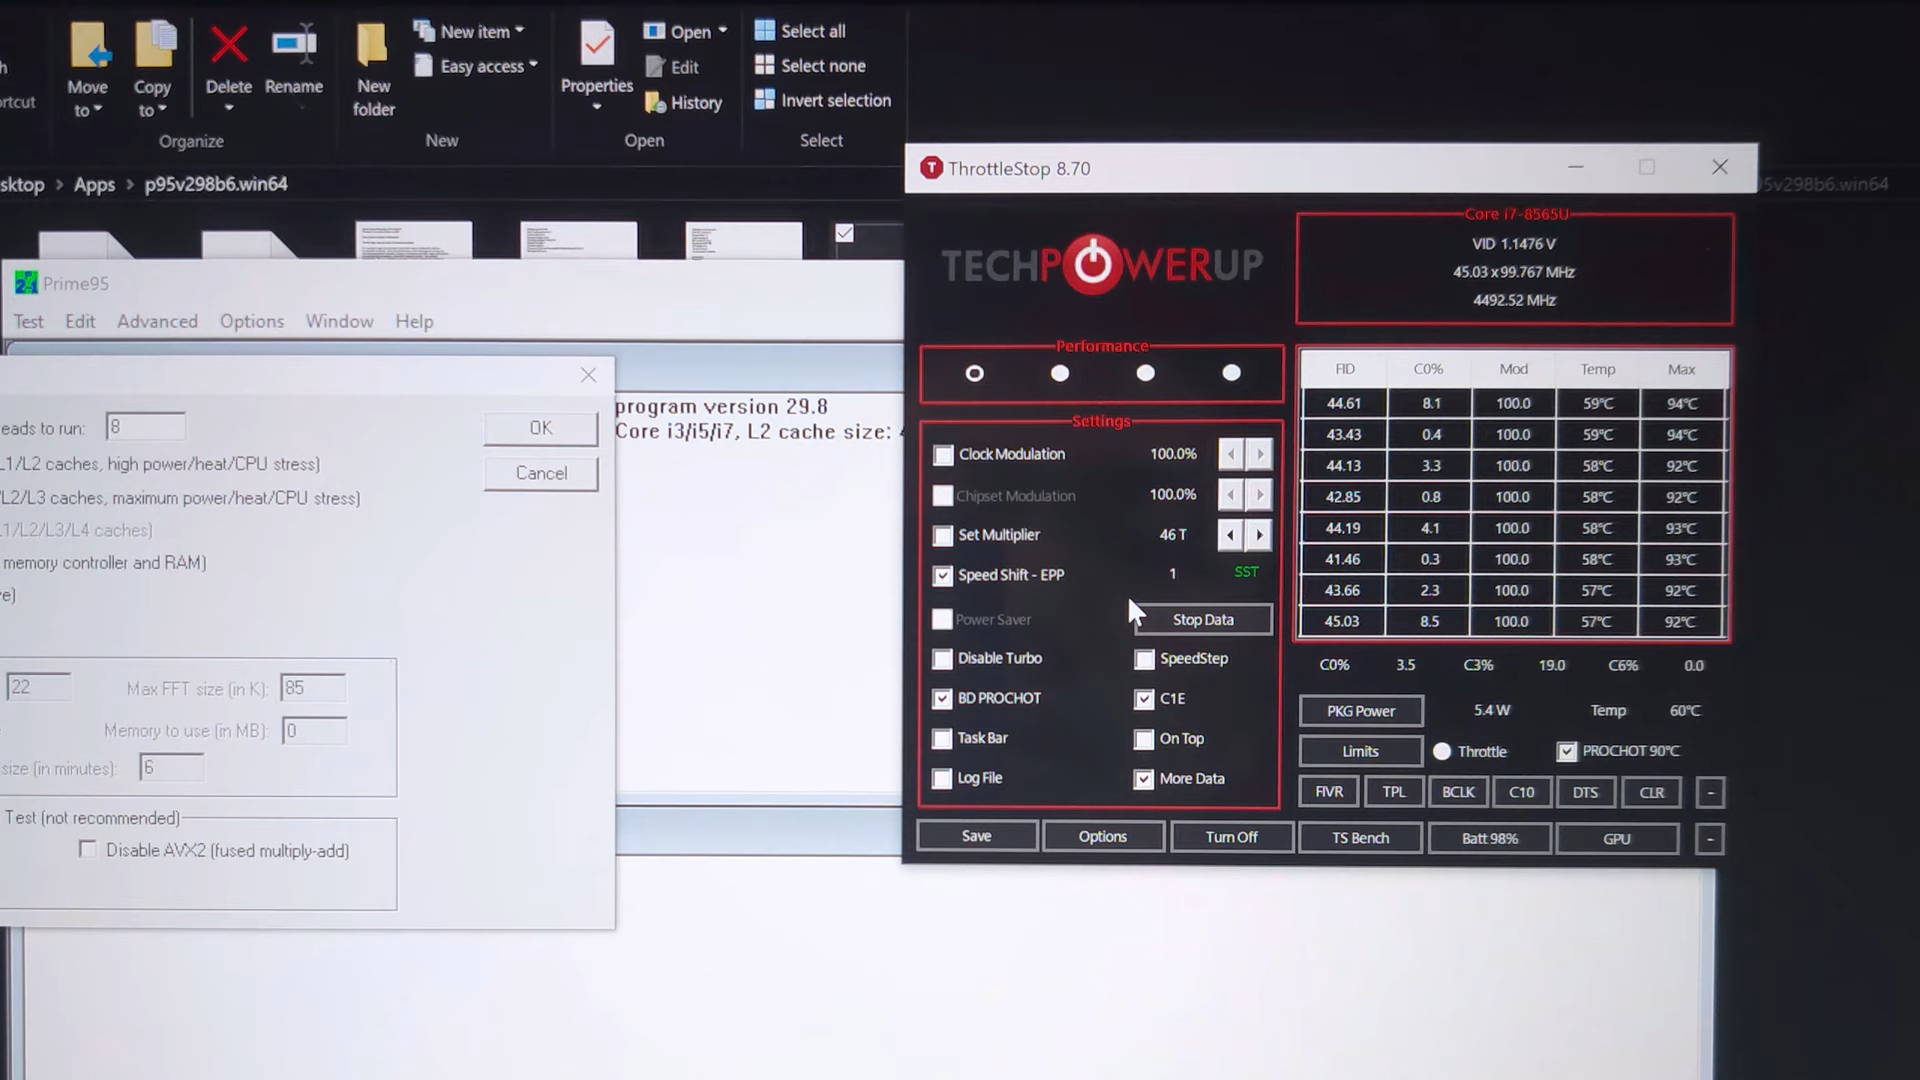 Move to
Copy to
Delete
Rename
New folder
New item
Easy access
Properties
Open
Edit
History
Select all
Select none
Invert selection
Organize
New
Open
Select
sktop > Apps > p95v298b6.win64
Prime95
Test Edit Advanced Options Window Help
program version 29.8
Core i3/i5/i7, L2 cache size:
eads to run: 8
OK
Cancel
L1/L2 caches, high power/heat/CPU stress)
/L2/L3 caches, maximum power/heat/CPU stress)
L1/L2/L3/L4 caches)
memory controller and RAM)
22 Max FFT size (in K): 85
Memory to use (in MB): 0
size (in minutes): 6
Test (not recommended)
Disable AVX2 (fused multiply-add)
5v298b6.win64
ThrottleStop 8.70
TECHPOWERUP
Performance
Settings
Clock Modulation 100.0%
Chipset Modulation 100.0%
Set Multiplier 46 T
Speed Shift - EPP 1 SST
Power Saver Stop Data
Disable Turbo SpeedStep
BD PROCHOT C1E
Task Bar On Top
Log File More Data
Save Options Turn Off
Core i7-8565U
VID 1.1476 V
45.03 x 99.767 MHz
4492.52 MHz
FID C0% Mod Temp Max
44.61 8.1 100.0 59°C 94°C
43.43 0.4 100.0 59°C 94°C
44.13 3.3 100.0 58°C 92°C
42.85 0.8 100.0 58°C 92°C
44.19 4.1 100.0 58°C 93°C
41.46 0.3 100.0 58°C 93°C
43.66 2.3 100.0 57°C 92°C
45.03 8.5 100.0 57°C 92°C
C0% 3.5 C3% 19.0 C6% 0.0
PKG Power 5.4 W Temp 60°C
Limits Throttle PROCHOT 90°C
FIVR TPL BCLK C10 DTS CLR -
TS Bench Batt 98% GPU -